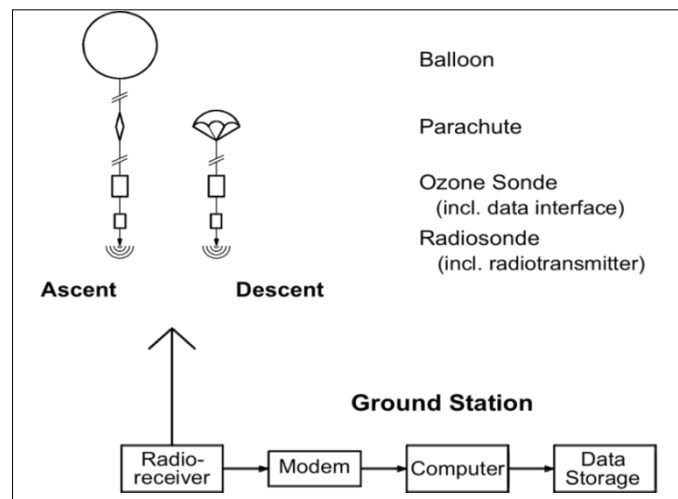 Balloon
Parachute
Ozone Sonde
(incl. data interface)
Radiosonde
(incl. radiotransmitter)
Ascent
Descent
Ground Station
Radio-
receiver
Modem
Computer
Data
Storage